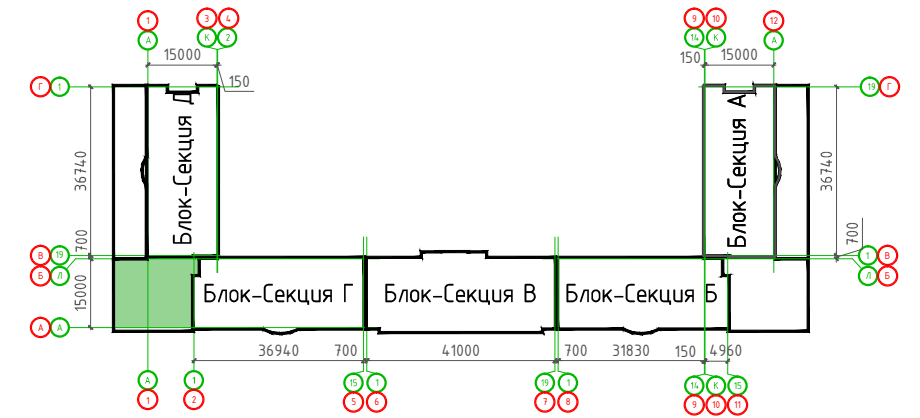 1 3 4 9 10 12
А К 2 14 К А
15000 150 15000
150
Г 1 19 Г
Блок-Секция Д
Блок-Секция А
36740
36740
700
700
В 19 1 В
Б Л Л Б
15000
Блок-Секция Г Блок-Секция В Блок-Секция Б
А А
36940 700 41000 700 31830 150 4960
А 1 15 1 19 1 14 К 15
1 2 5 6 7 8 9 10 11